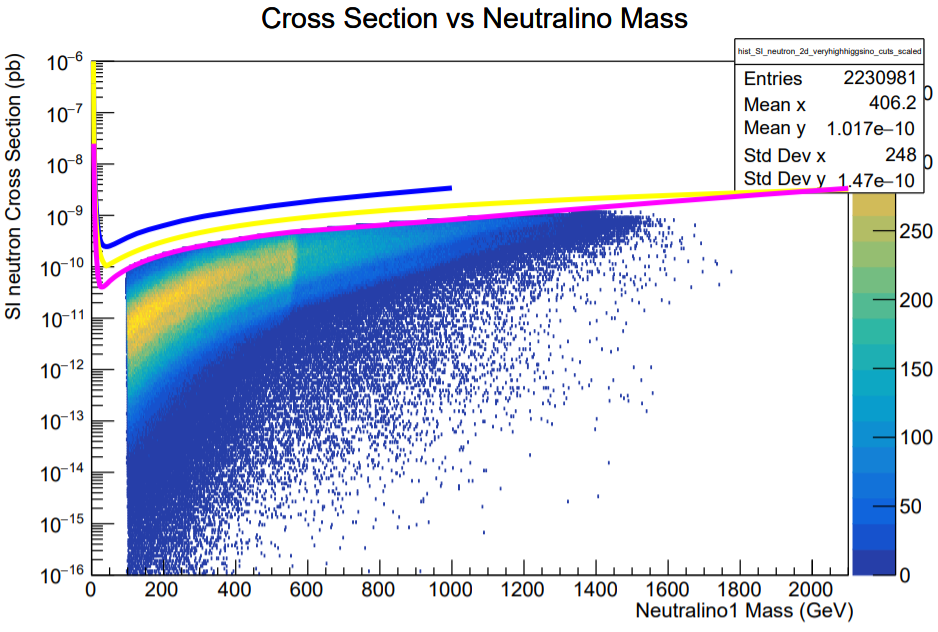 Cross Section vs Neutralino Mass
hist_SI_neutron_2d_veryhighhiggsino_cuts_scaled
Entries 2230981
Mean x 406.2
Mean y 1.017e−10
Std Dev x 248
Std Dev y 1.47e−10
SI neutron Cross Section (pb)
10⁻⁶
10⁻⁷
10⁻⁸
10⁻⁹
10⁻¹⁰
10⁻¹¹
10⁻¹²
10⁻¹³
10⁻¹⁴
10⁻¹⁵
10⁻¹⁶
0 200 400 600 800 1000 1200 1400 1600 1800 2000
Neutralino1 Mass (GeV)
0
0
250
200
150
100
50
0